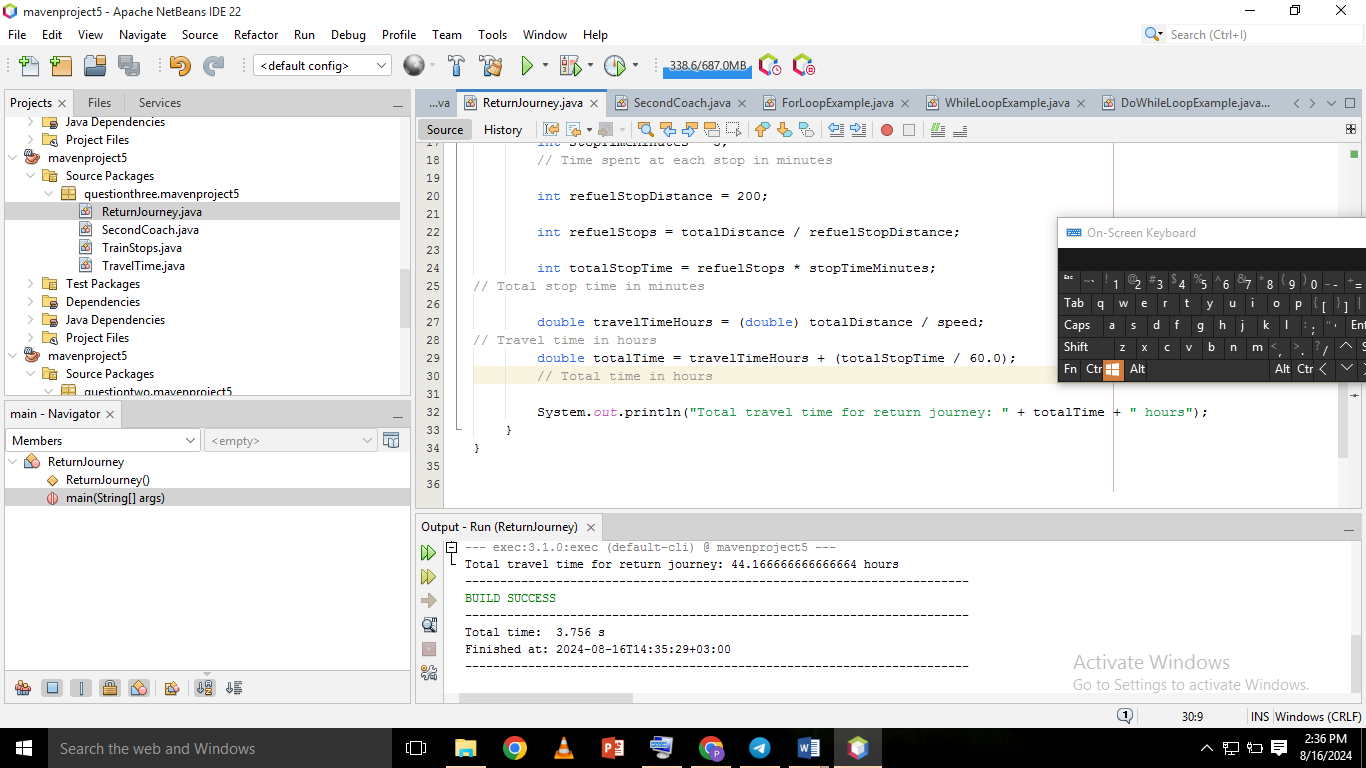 mavenproject5 - Apache NetBeans IDE 22
File Edit View Navigate Source Refactor Run Debug Profile Team Tools Window Help
Search (Ctrl+I)
<default config>
338.6/687.0MB
Projects Files Services
Java Dependencies
Project Files
mavenproject5
Source Packages
questionthree.mavenproject5
ReturnJourney.java
SecondCoach.java
TrainStops.java
TravelTime.java
Test Packages
Dependencies
Java Dependencies
Project Files
mavenproject5
Source Packages
questiontwo.mavenproject5
main - Navigator
Members <empty>
ReturnJourney
ReturnJourney()
main(String[] args)
...va ReturnJourney.java SecondCoach.java ForLoopExample.java WhileLoopExample.java DoWhileLoopExample.java...
Source History
17 int stopTimeMinutes = 5;
18 // Time spent at each stop in minutes
19
20 int refuelStopDistance = 200;
21
22 int refuelStops = totalDistance / refuelStopDistance;
23
24 int totalStopTime = refuelStops * stopTimeMinutes;
25 // Total stop time in minutes
26
27 double travelTimeHours = (double) totalDistance / speed;
28 // Travel time in hours
29 double totalTime = travelTimeHours + (totalStopTime / 60.0);
30 // Total time in hours
31
32 System.out.println("Total travel time for return journey: " + totalTime + " hours");
33 }
34 }
35
36
On-Screen Keyboard
Esc ~ ` ! 1 @ 2 # 3 $ 4 % 5 ^ 6 & 7 * 8 ( 9 ) 0 _ - + =
Tab q w e r t y u i o p { [ } ] |
Caps a s d f g h j k l : ; " ' Ent
Shift z x c v b n m < , > . ? / S
Fn Ctr Alt Alt Ctr
Output - Run (ReturnJourney)
--- exec:3.1.0:exec (default-cli) @ mavenproject5 ---
Total travel time for return journey: 44.166666666666664 hours
------------------------------------------------------------------------
BUILD SUCCESS
------------------------------------------------------------------------
Total time:  3.756 s
Finished at: 2024-08-16T14:35:29+03:00
------------------------------------------------------------------------
Activate Windows
Go to Settings to activate Windows.
1 30:9 INS Windows (CRLF)
Search the web and Windows
2:36 PM
8/16/2024